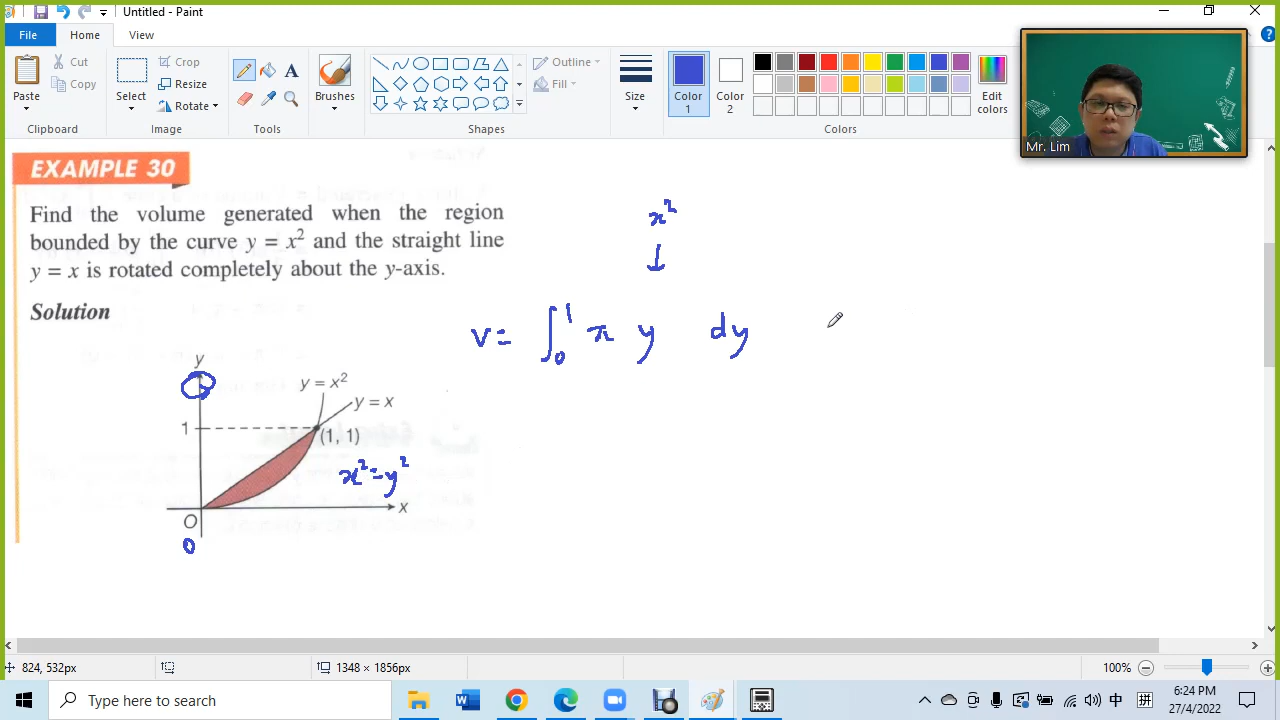 Untitled - Paint
File Home View
Paste
Cut
Copy
Clipboard
Select
Crop
Resize
Rotate
Image
Tools
Brushes
Outline
Fill
Shapes
Size
Color 1
Color 2
Edit colors
Colors
Mr. Lim
EXAMPLE 30
Find the volume generated when the region
bounded by the curve y = x² and the straight line
y = x is rotated completely about the y-axis.
Solution
x²
↓
V = ∫₀¹ π y dy
y
y = x²
y = x
1
(1, 1)
x² = y²
O
x
0
824, 532px
1348 × 1856px
100%
Type here to search
中
拼
6:24 PM
27/4/2022